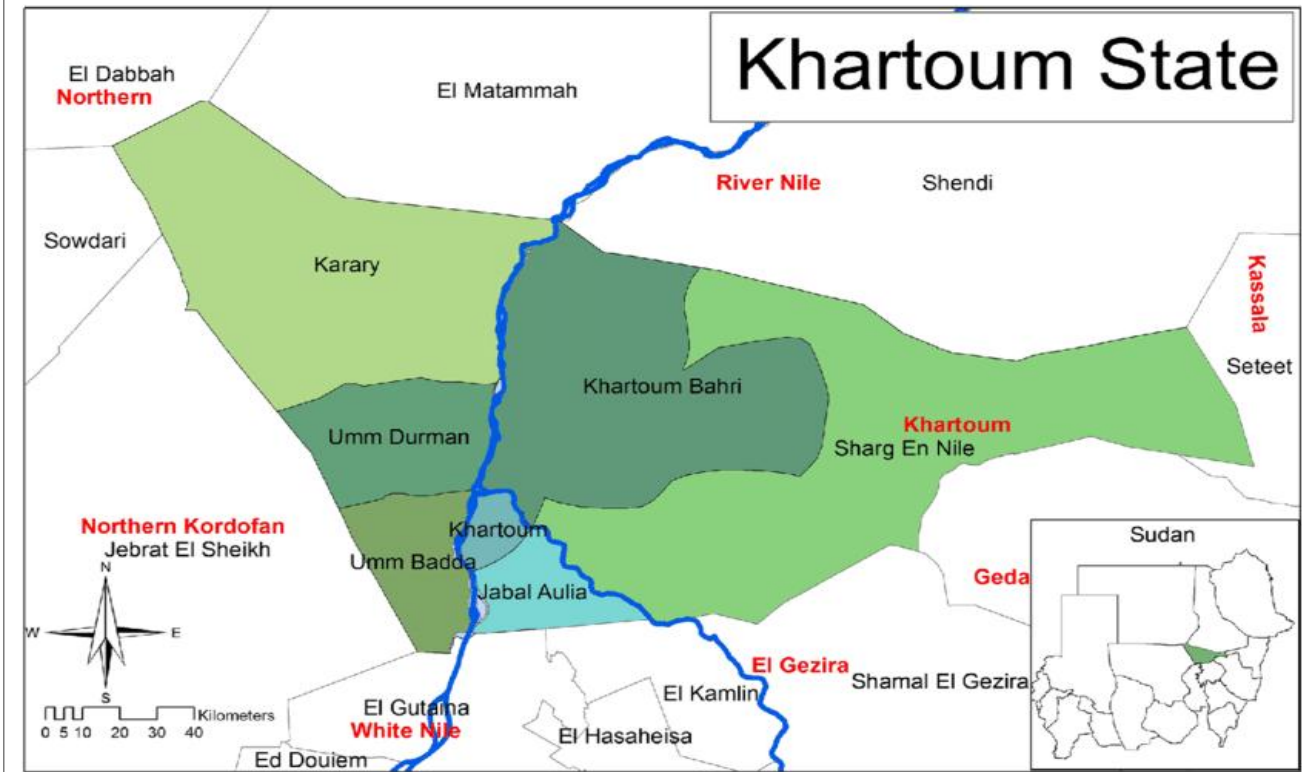 Khartoum State
El Dabbah
Northern
El Matammah
River Nile
Shendi
Sowdari
Karary
Kassala
Seteet
Khartoum Bahri
Umm Durman
Khartoum
Sharg En Nile
Northern Kordofan
Jebrat El Sheikh
Khartoum
Umm Badda
Jabal Aulia
Sudan
Geda
N
W E
S
El Gezira
Shamal El Gezira
El Kamlin
El Gutaina
White Nile
El Hasaheisa
Ed Douiem
Kilometers
0 5 10 20 30 40